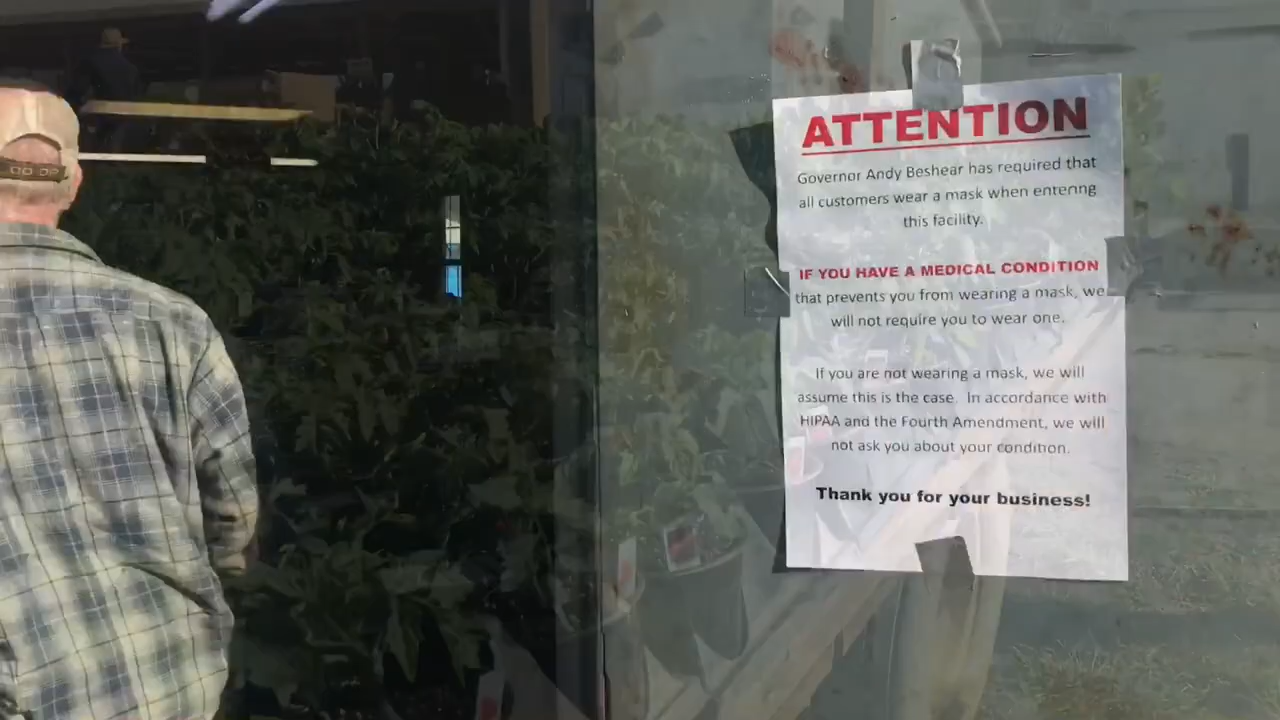 ATTENTION
Governor Andy Beshear has required that
all customers wear a mask when entering
this facility.
IF YOU HAVE A MEDICAL CONDITION
that prevents you from wearing a mask, we
will not require you to wear one.
If you are not wearing a mask, we will
assume this is the case. In accordance with
HIPAA and the Fourth Amendment, we will
not ask you about your condition.
Thank you for your business!